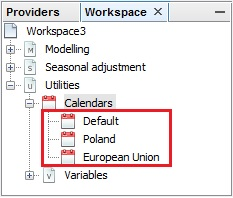 Providers Workspace ×
Workspace3
M Modelling
S Seasonal adjustment
U Utilities
Calendars
Default
Poland
European Union
V Variables